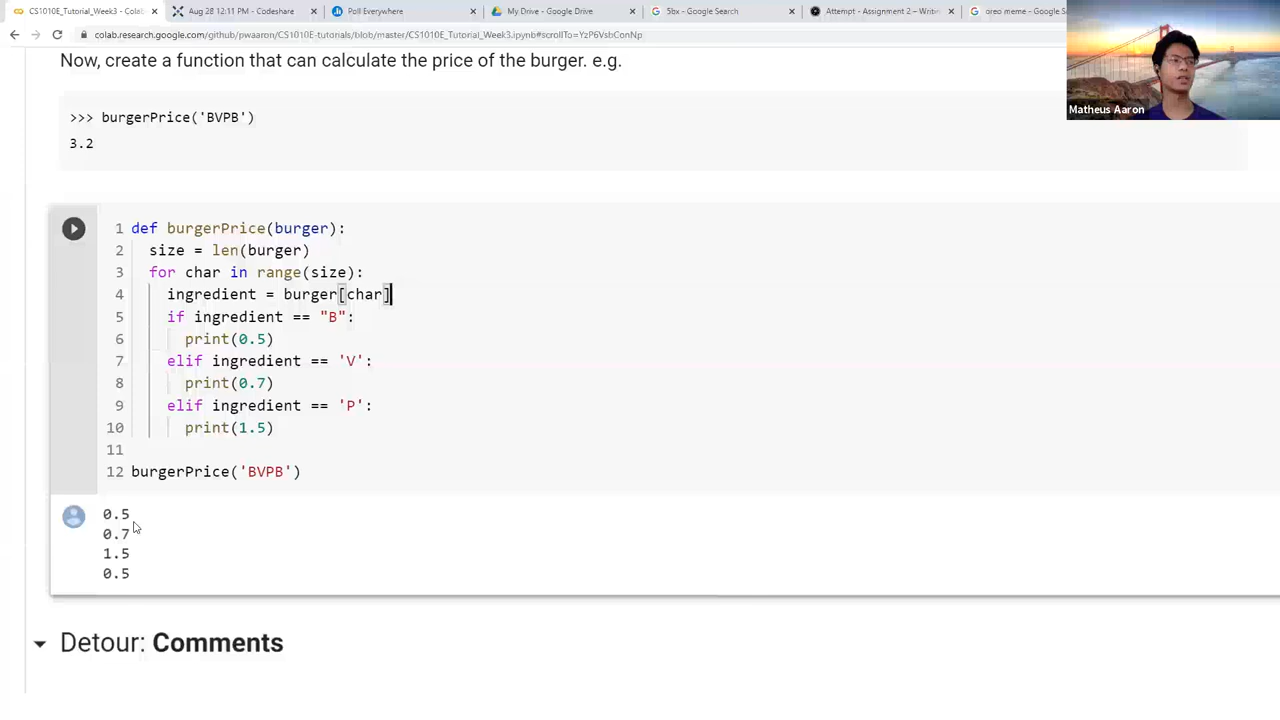 CS1010E_Tutorial_Week3 - Colab
Aug 28 12:11 PM - Codeshare
Poll Everywhere
My Drive - Google Drive
5bx - Google Search
Attempt - Assignment 2 – Writ
oreo meme - Google S
colab.research.google.com/github/pwaaron/CS1010E-tutorials/blob/master/CS1010E_Tutorial_Week3.ipynb#scrollTo=YzP6VsbConNp
Matheus Aaron
Now, create a function that can calculate the price of the burger. e.g.
>>> burgerPrice('BVPB')
3.2
1 def burgerPrice(burger):
2 size = len(burger)
3 for char in range(size):
4 ingredient = burger[char]
5 if ingredient == "B":
6 print(0.5)
7 elif ingredient == 'V':
8 print(0.7)
9 elif ingredient == 'P':
10 print(1.5)
11
12 burgerPrice('BVPB')
0.5
0.7
1.5
0.5
Detour: Comments